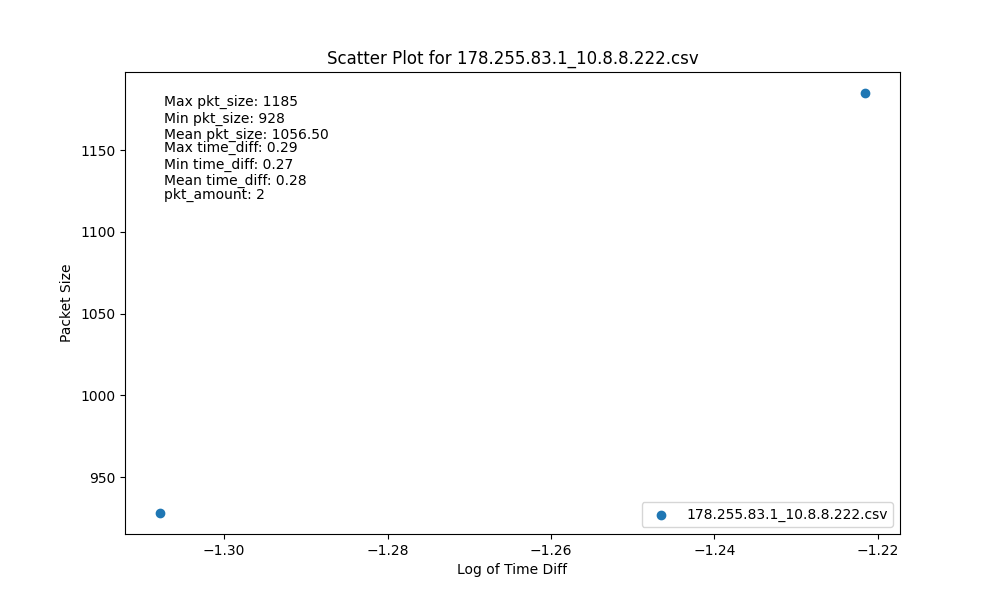 Scatter Plot for 178.255.83.1_10.8.8.222.csv
Max pkt_size: 1185
Min pkt_size: 928
Mean pkt_size: 1056.50
Max time_diff: 0.29
Min time_diff: 0.27
Mean time_diff: 0.28
pkt_amount: 2
1150
1100
1050
1000
950
Packet Size
178.255.83.1_10.8.8.222.csv
−1.30 −1.28 −1.26 −1.24 −1.22
Log of Time Diff